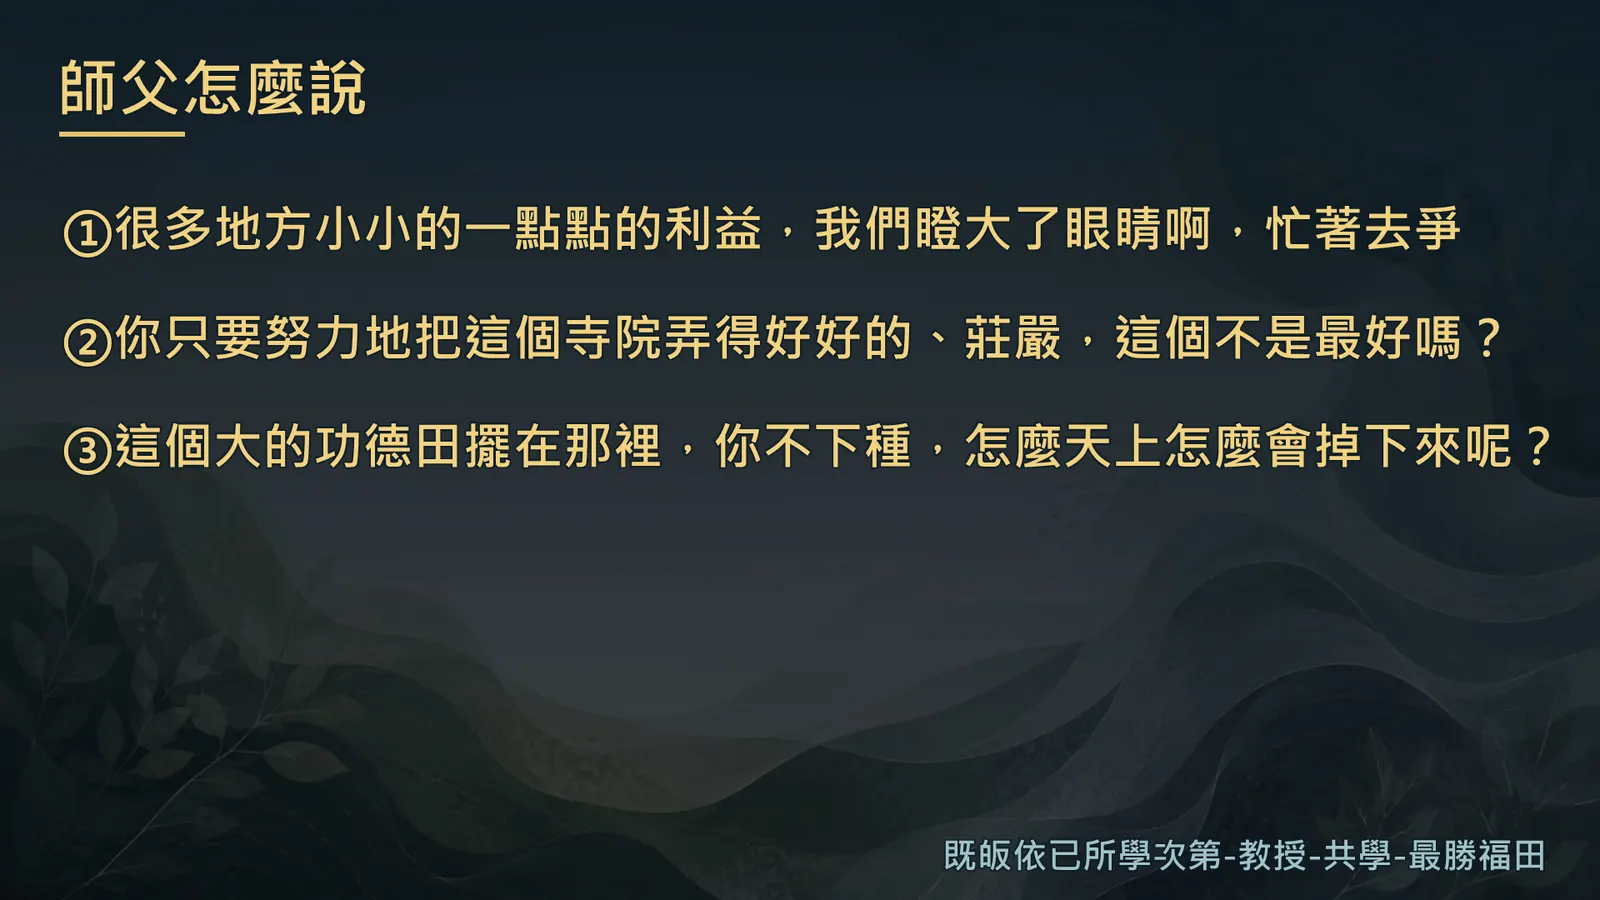 師父怎麼說
①很多地方小小的一點點的利益，我們瞪大了眼睛啊，忙著去爭
②你只要努力地把這個寺院弄得好好的、莊嚴，這個不是最好嗎？
③這個大的功德田擺在那裡，你不下種，怎麼天上怎麼會掉下來呢？
既皈依已所學次第-教授-共學-最勝福田